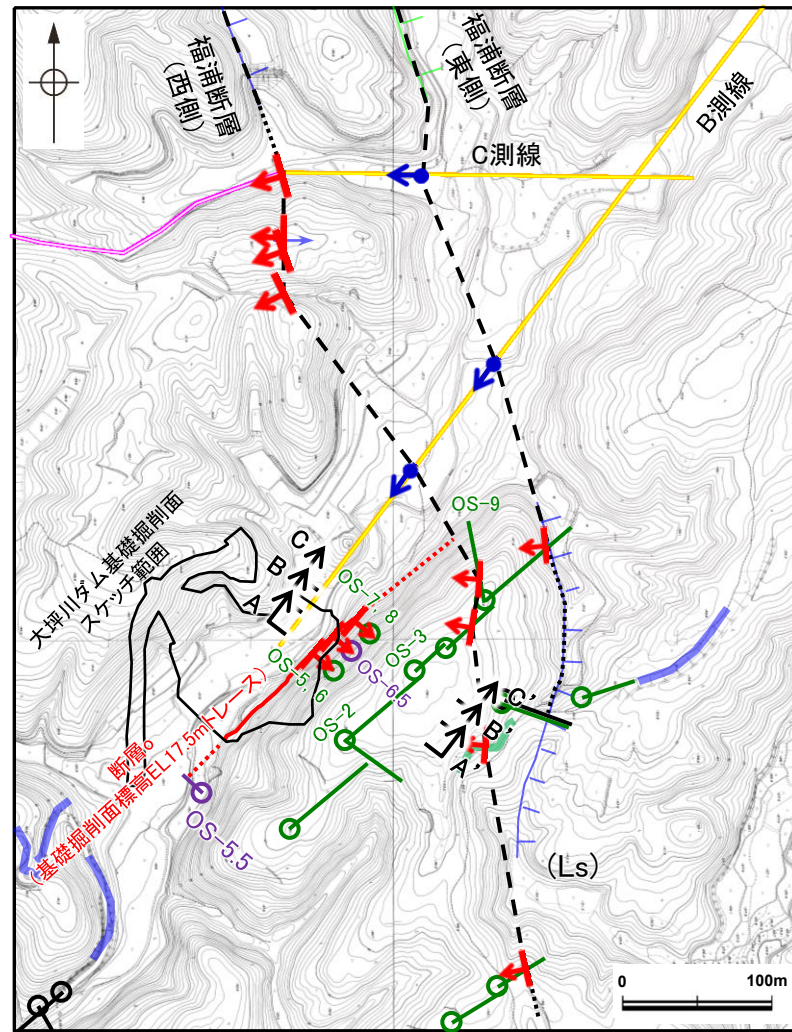 福浦断層
(西側)
福浦断層
(東側)
B測線
C測線
大坪川ダム基礎掘削面
スケッチ範囲
A
B
C
OS-9
OS-7, 8
OS-3
OS-6.5
OS-5, 6
OS-2
C'
B'
A'
断層o
(基礎掘削面標高EL17.5mトレース)
OS-5.5
(Ls)
0
100m